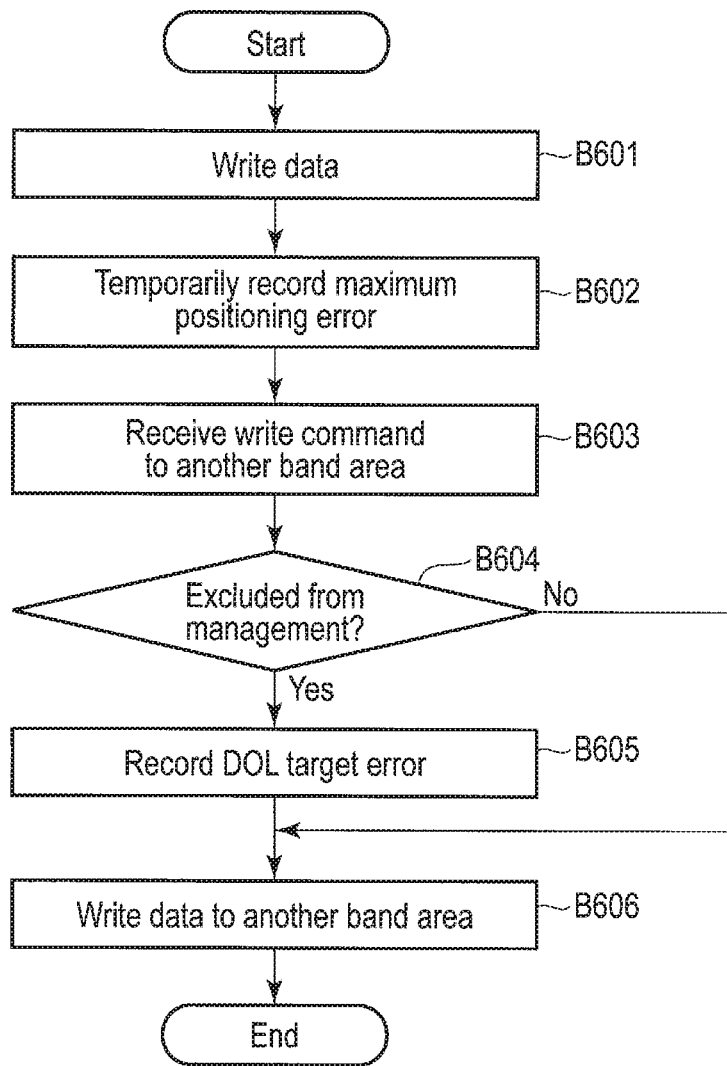 Start
Write data
B601
Temporarily record maximum
positioning error
B602
Receive write command
to another band area
B603
B604
Excluded from
management?
No
Yes
Record DOL target error
B605
Write data to another band area
B606
End